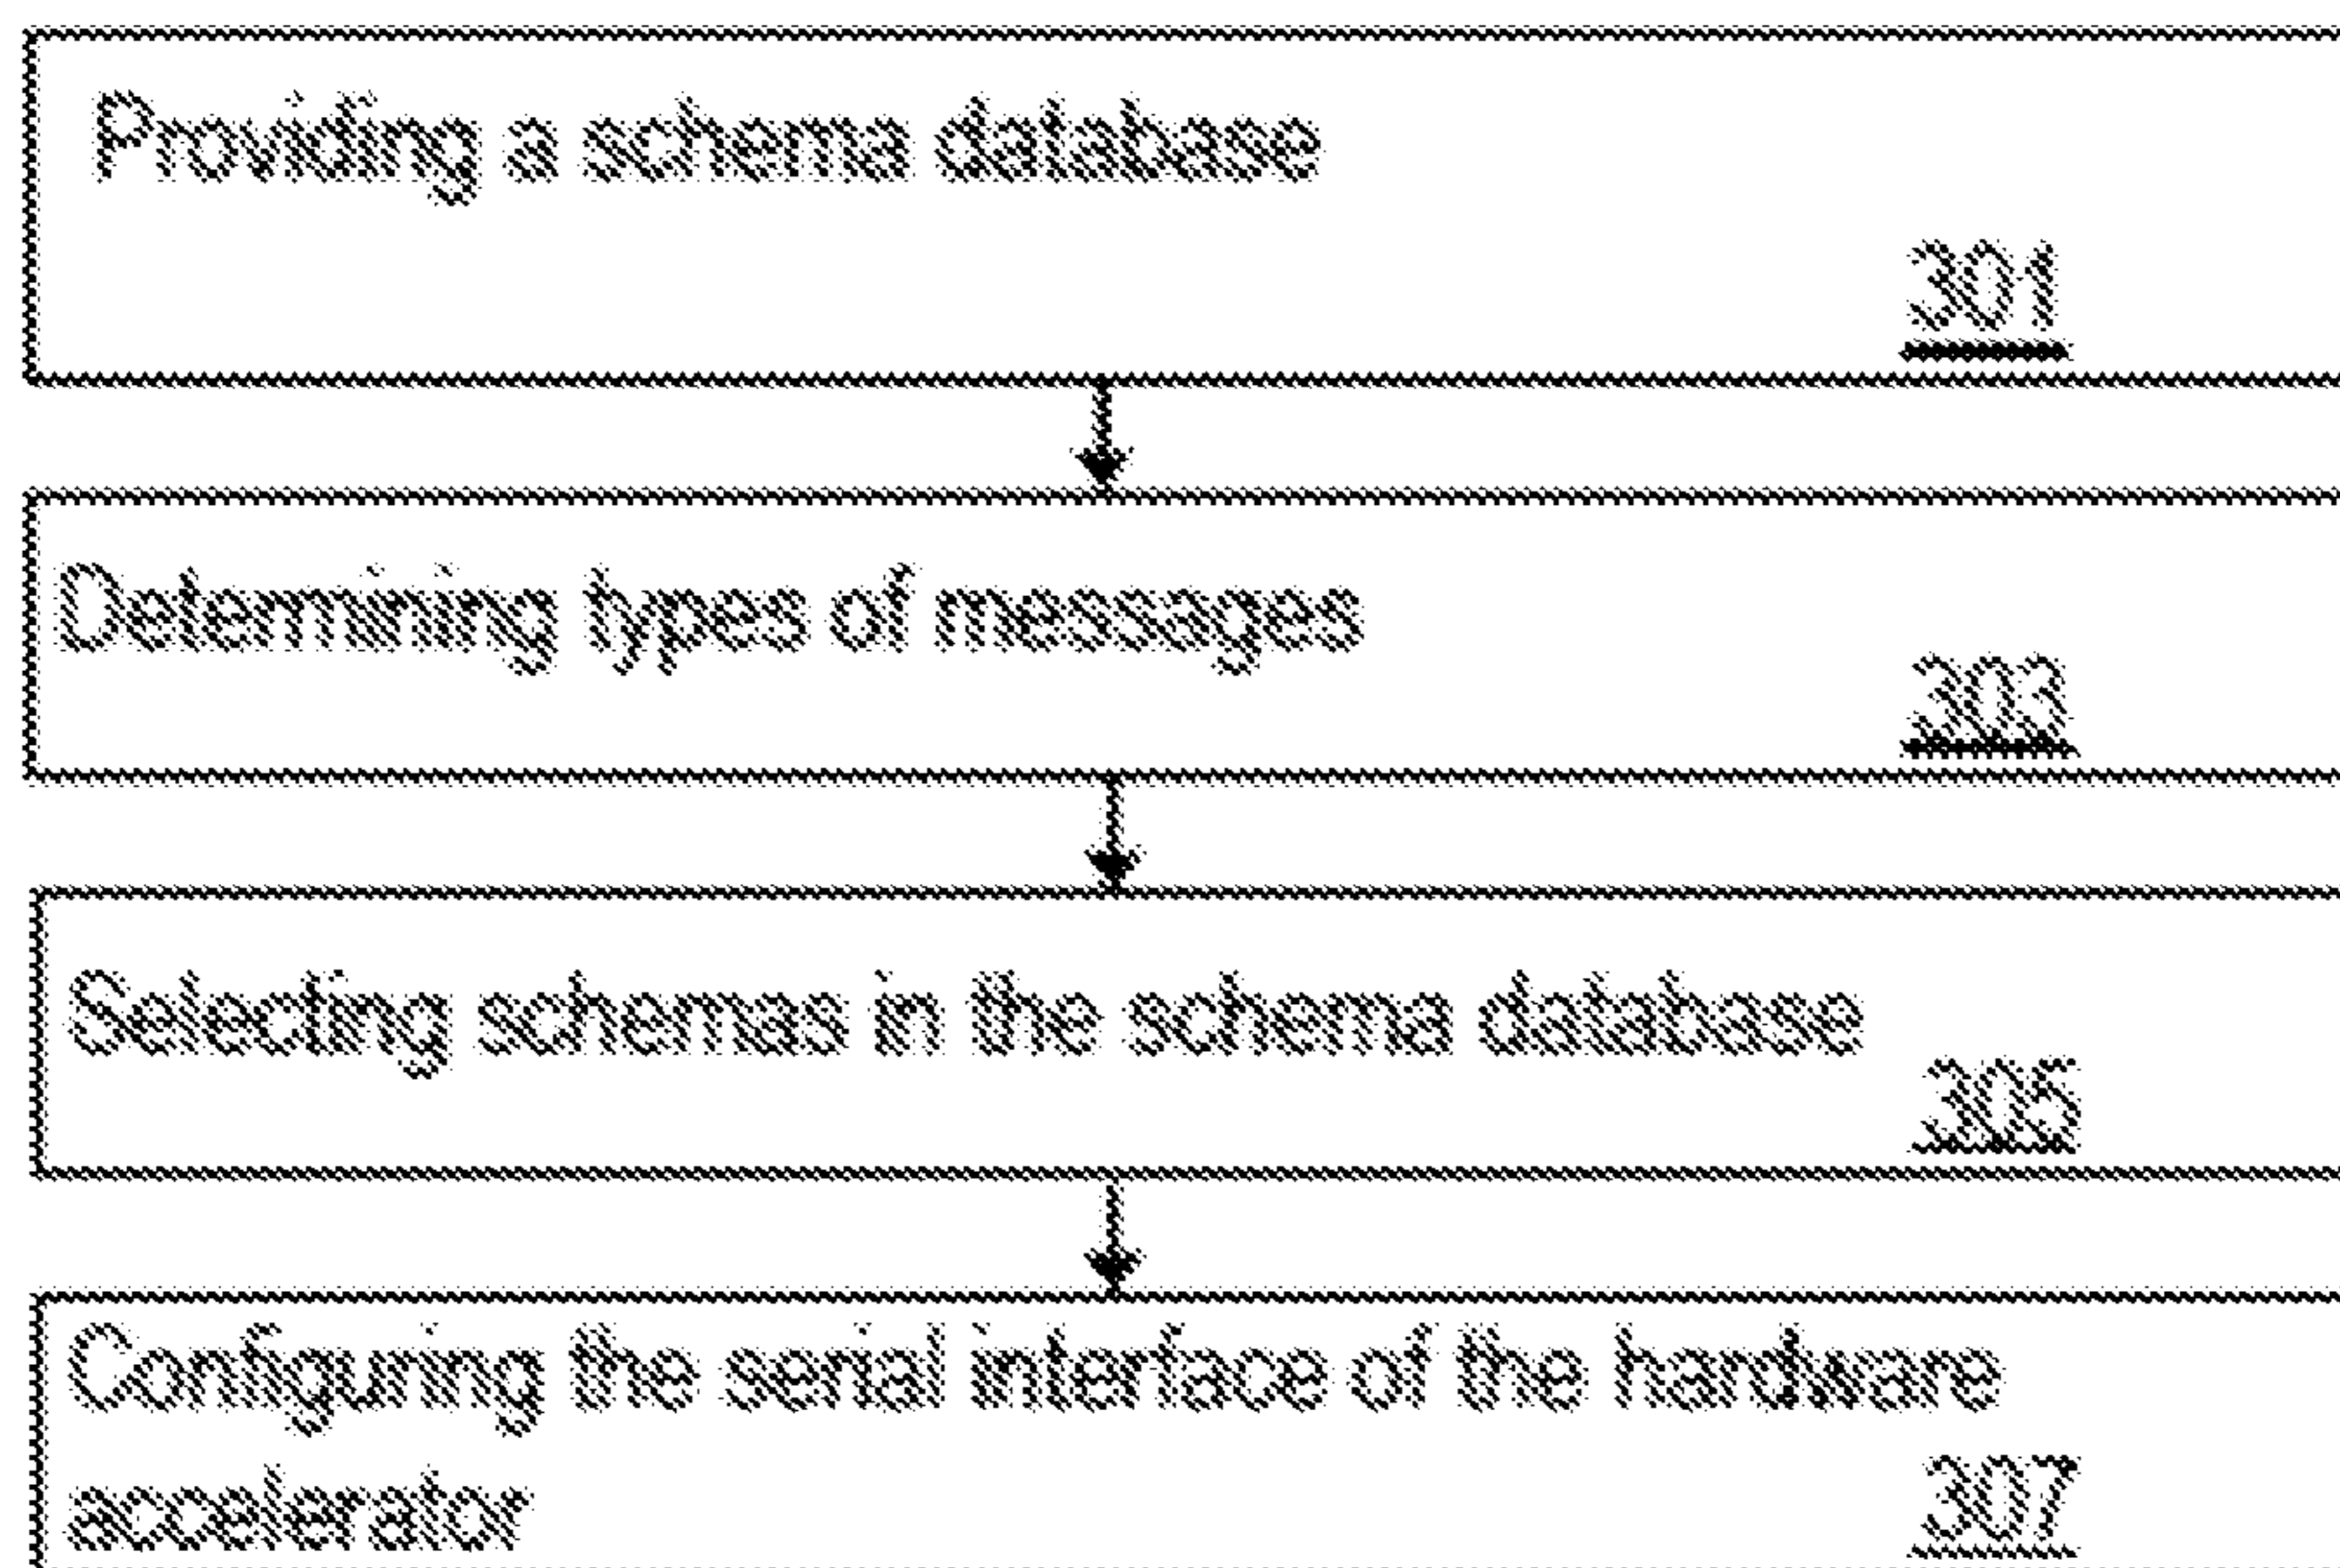 Providing a schema database
301
Determining types of messages
303
Selecting schemas in the schema database
305
Configuring the serial interface of the hardware
accelerator
307